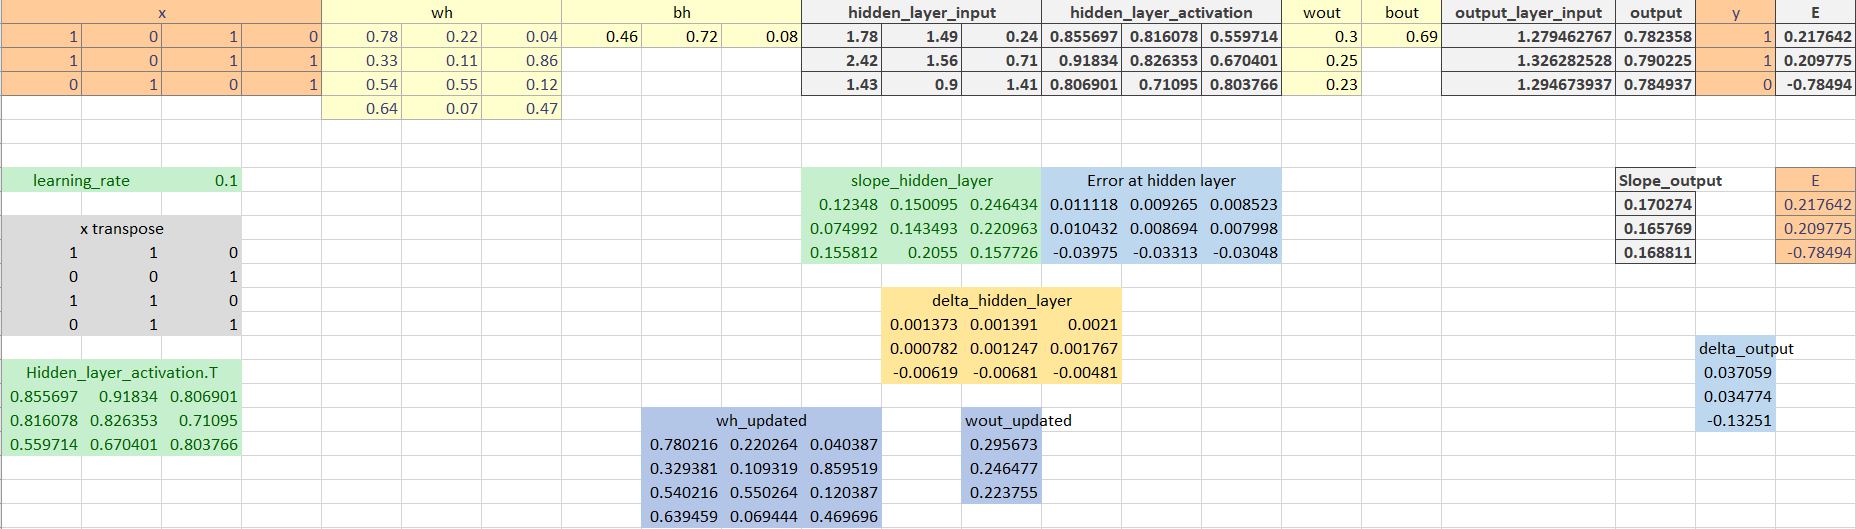 x wh bh hidden_layer_input hidden_layer_activation wout bout output_layer_input output y E
1 0 1 0 0.78 0.22 0.04 0.46 0.72 0.08 1.78 1.49 0.24 0.855697 0.816078 0.559714 0.3 0.69 1.279462767 0.782358 1 0.217642
1 0 1 1 0.33 0.11 0.86 2.42 1.56 0.71 0.91834 0.826353 0.670401 0.25 1.326282528 0.790225 1 0.209775
0 1 0 1 0.54 0.55 0.12 1.43 0.9 1.41 0.806901 0.71095 0.803766 0.23 1.294673937 0.784937 0 -0.78494
0.64 0.07 0.47
learning_rate 0.1 slope_hidden_layer Error at hidden layer Slope_output E
0.12348 0.150095 0.246434 0.011118 0.009265 0.008523 0.170274 0.217642
x transpose 0.074992 0.143493 0.220963 0.010432 0.008694 0.007998 0.165769 0.209775
1 1 0 0.155812 0.2055 0.157726 -0.03975 -0.03313 -0.03048 0.168811 -0.78494
0 0 1
1 1 0 delta_hidden_layer
0 1 1 0.001373 0.001391 0.0021
0.000782 0.001247 0.001767 delta_output
Hidden_layer_activation.T -0.00619 -0.00681 -0.00481 0.037059
0.855697 0.91834 0.806901 0.034774
0.816078 0.826353 0.71095 wh_updated wout_updated -0.13251
0.559714 0.670401 0.803766 0.780216 0.220264 0.040387 0.295673
0.329381 0.109319 0.859519 0.246477
0.540216 0.550264 0.120387 0.223755
0.639459 0.069444 0.469696